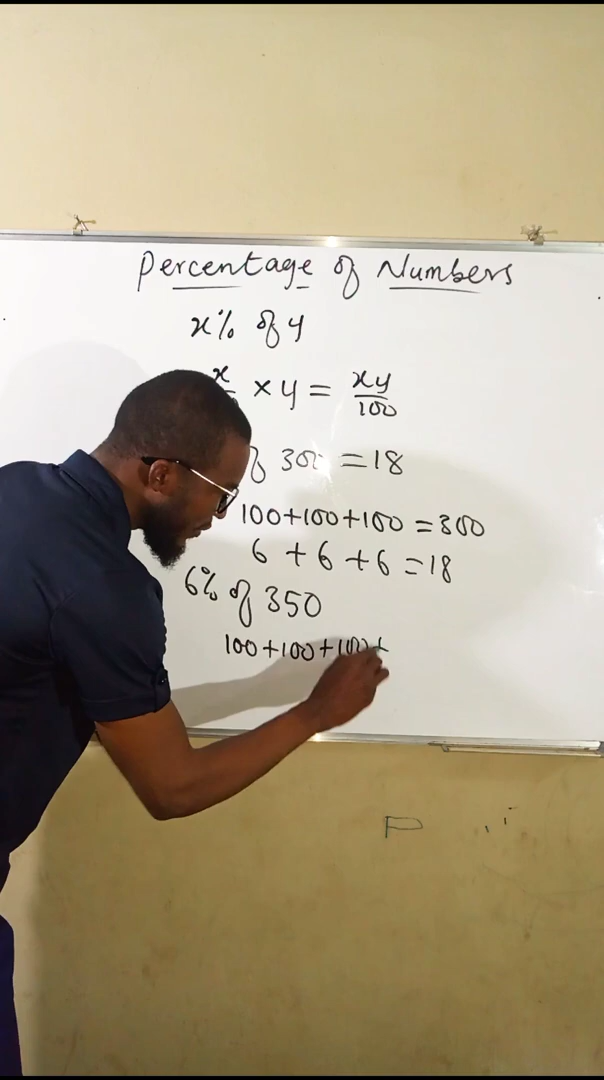 Percentage of Numbers
x% of y
x × y = xy/100
300 = 18
100+100+100 = 300
6 + 6 + 6 = 18
6% of 350
100+100+100+
P